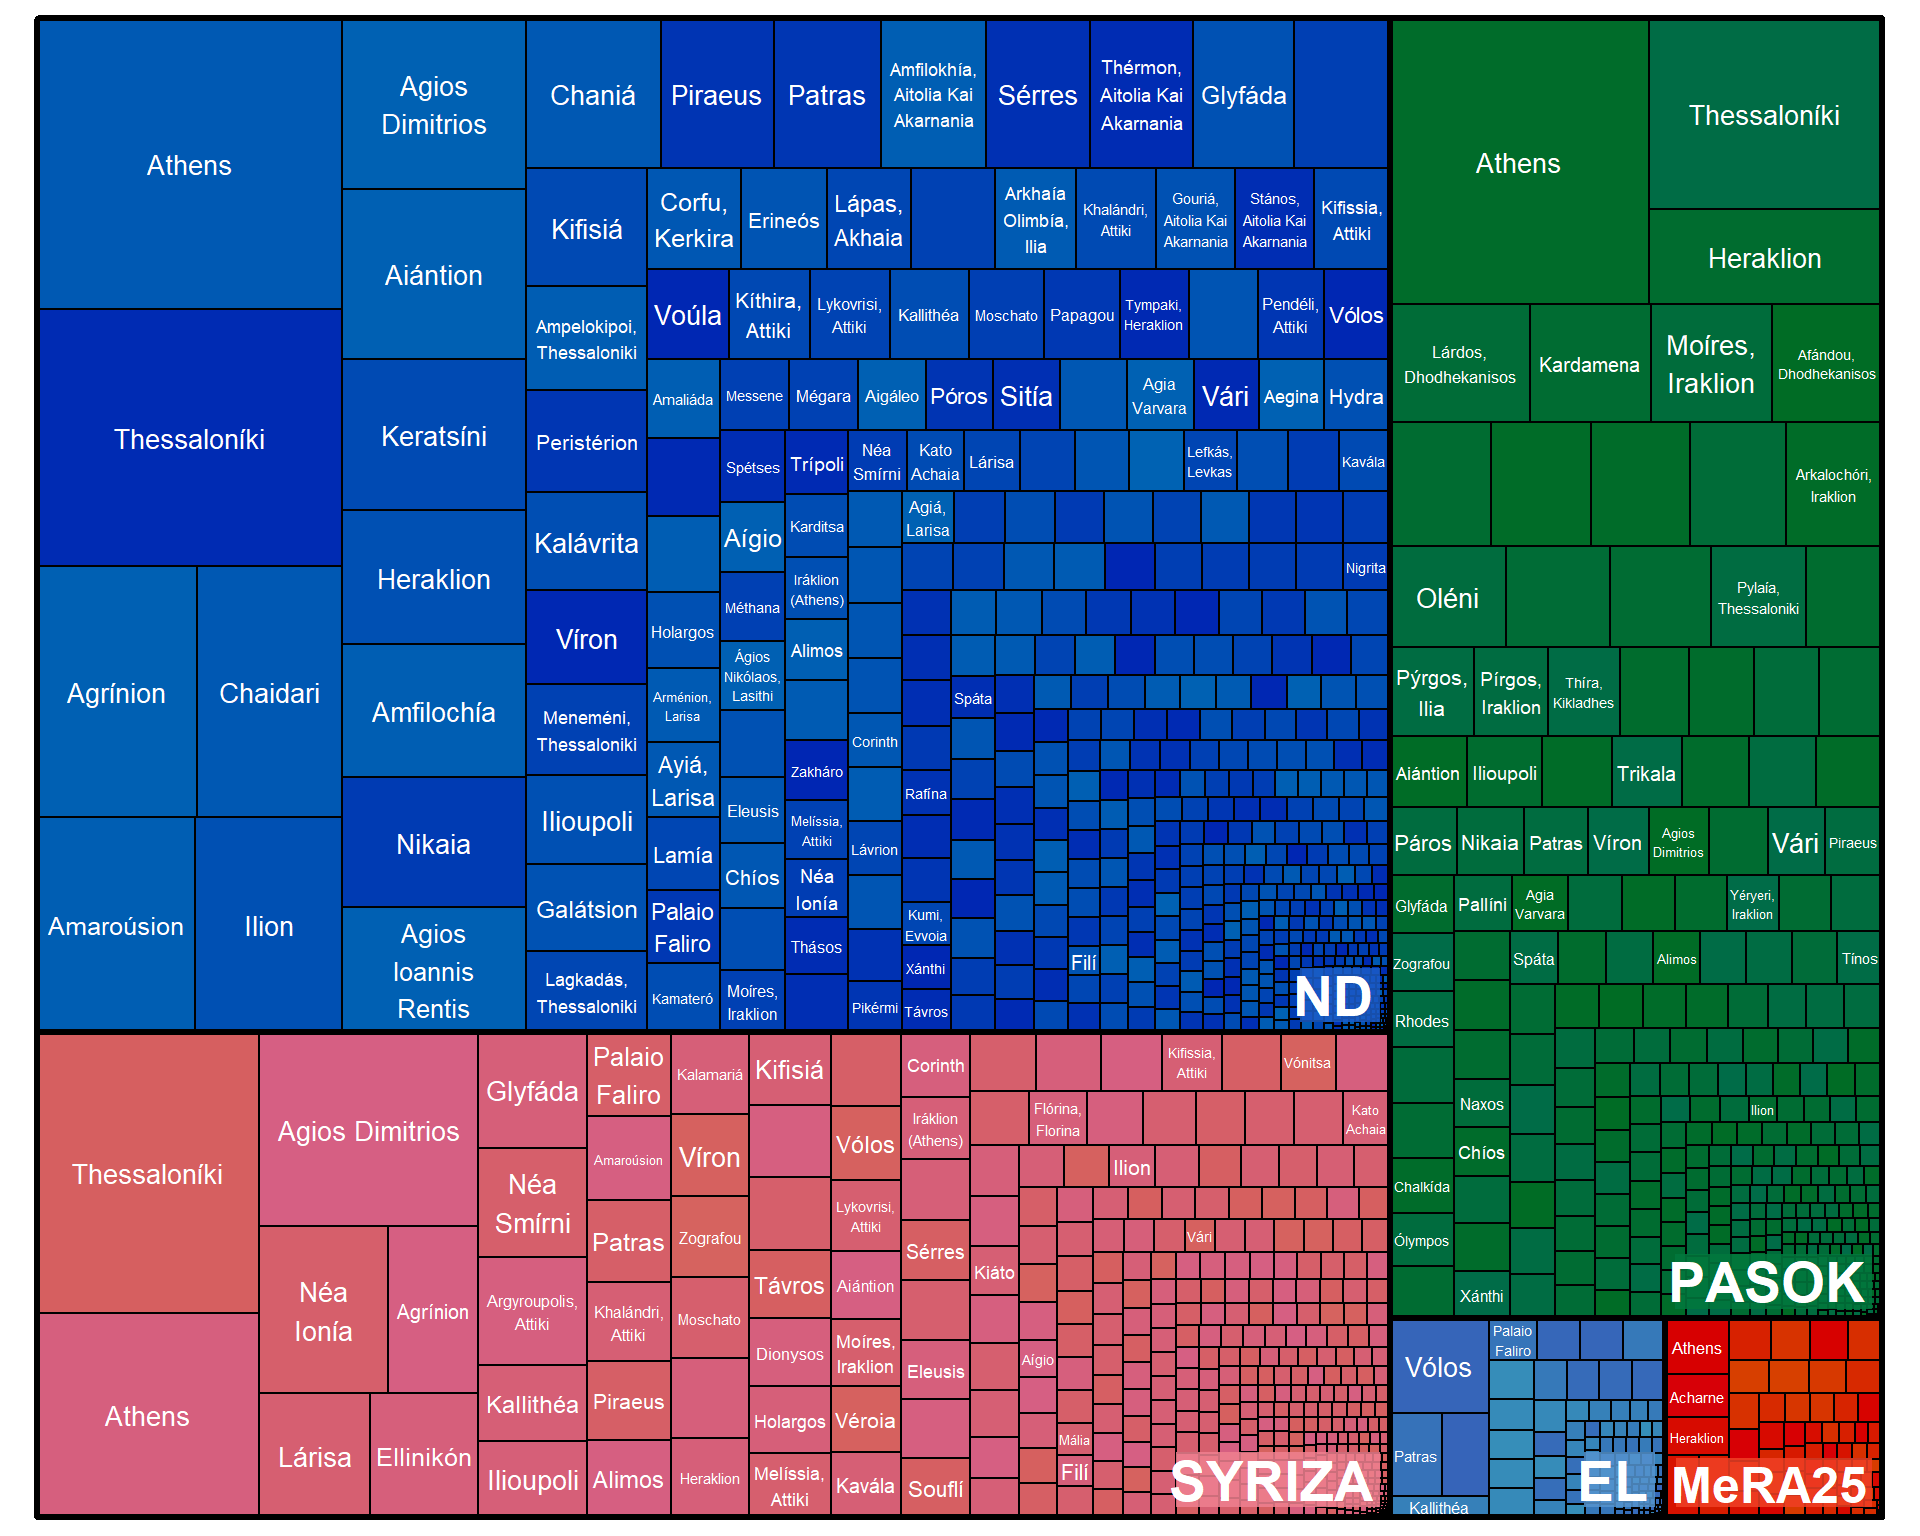 Athens
Thessaloníki
Agrínion
Chaidari
Amaroúsion
Ilion
Agios
Dimitrios
Aiántion
Keratsíni
Heraklion
Amfilochía
Nikaia
Agios
Ioannis
Rentis
Chaniá
Piraeus
Patras
Amfilokhía,
Aitolia Kai
Akarnania
Sérres
Thérmon,
Aitolia Kai
Akarnania
Glyfáda
Kifisiá
Ampelokipoi,
Thessaloniki
Peristérion
Kalávrita
Víron
Meneméni,
Thessaloniki
Ilioupoli
Galátsion
Lagkadás,
Thessaloniki
Corfu,
Kerkira
Erineós
Lápas,
Akhaia
Arkhaía
Olimbía,
Ilia
Khalándri,
Attiki
Gouriá,
Aitolia Kai
Akarnania
Stános,
Aitolia Kai
Akarnania
Kifissia,
Attiki
Voúla
Kíthira,
Attiki
Lykovrisi,
Attiki
Kallithéa
Moschato
Papagou
Tympaki,
Heraklion
Pendéli,
Attiki
Vólos
Amaliáda
Holargos
Arménion,
Larisa
Ayiá,
Larisa
Lamía
Palaio
Faliro
Kamateró
Messene
Mégara
Aigáleo
Póros
Sitía
Agia
Varvara
Vári
Aegina
Hydra
Spétses
Aígio
Méthana
Ágios
Nikólaos,
Lasithi
Eleusis
Chíos
Moíres,
Iraklion
Trípoli
Karditsa
Iráklion
(Athens)
Alimos
Zakháro
Melíssia,
Attiki
Néa
Ionía
Thásos
Néa
Smírni
Kato
Achaia
Lárisa
Lefkás,
Levkas
Kavála
Corinth
Lávrion
Pikérmi
Agiá,
Larisa
Nigrita
Rafína
Kumi,
Evvoia
Xánthi
Távros
Spáta
Filí
ND
Athens
Thessaloníki
Heraklion
Lárdos,
Dhodhekanisos
Kardamena
Moíres,
Iraklion
Afándou,
Dhodhekanisos
Arkalochóri,
Iraklion
Oléni
Pylaía,
Thessaloniki
Pýrgos,
Ilia
Pírgos,
Iraklion
Thíra,
Kikladhes
Aiántion
Ilioupoli
Trikala
Páros
Nikaia
Patras
Víron
Agios
Dimitrios
Vári
Piraeus
Glyfáda
Pallíni
Agia
Varvara
Yéryeri,
Iraklion
Zografou
Spáta
Alimos
Tínos
Rhodes
Naxos
Ilion
Chíos
Chalkída
Ólympos
Xánthi
PASOK
Thessaloníki
Athens
Agios Dimitrios
Néa
Ionía
Agrínion
Lárisa
Ellinikón
Glyfáda
Néa
Smírni
Argyroupolis,
Attiki
Kallithéa
Ilioupoli
Palaio
Faliro
Amaroúsion
Patras
Khalándri,
Attiki
Piraeus
Alimos
Kalamariá
Víron
Zografou
Moschato
Heraklion
Kifisiá
Távros
Dionysos
Holargos
Melíssia,
Attiki
Vólos
Lykovrisi,
Attiki
Aiántion
Moíres,
Iraklion
Véroia
Kavála
Corinth
Iráklion
(Athens)
Sérres
Eleusis
Souflí
Kifissia,
Attiki
Vónitsa
Flórina,
Florina
Kato
Achaia
Ilion
Kiáto
Vári
Aígio
Mália
Filí
SYRIZA
Vólos
Patras
Kallithéa
Palaio
Faliro
EL
Athens
Acharne
Heraklion
MeRA25